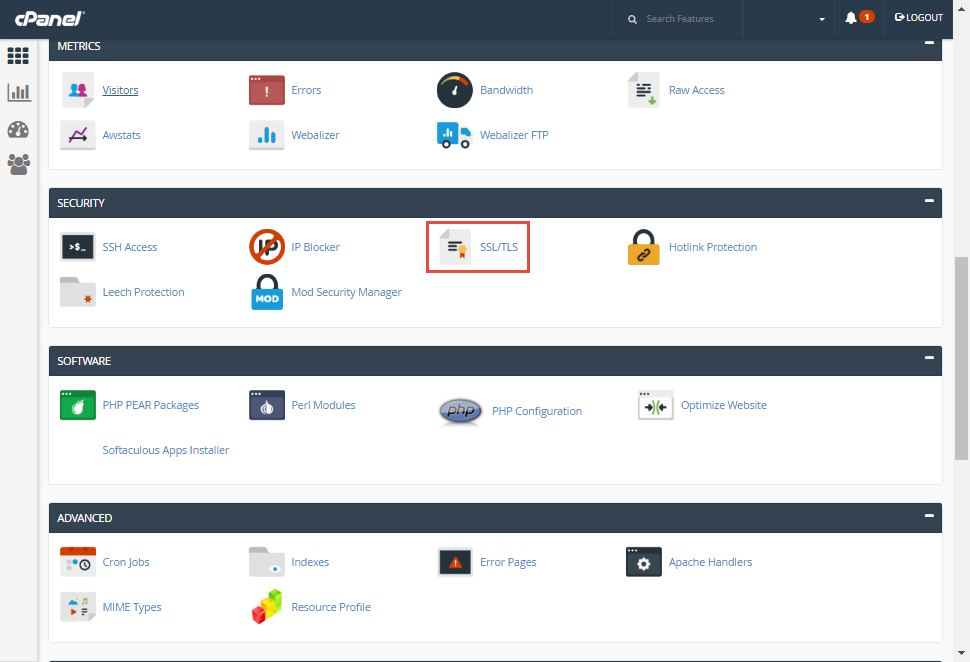 cPanel
Search Features
1
LOGOUT
METRICS
Visitors
Errors
Bandwidth
Raw Access
Awstats
Webalizer
Webalizer FTP
SECURITY
>$_
SSH Access
IP
IP Blocker
SSL/TLS
Hotlink Protection
Leech Protection
MOD
Mod Security Manager
SOFTWARE
PHP PEAR Packages
Perl Modules
php
PHP Configuration
Optimize Website
Softaculous Apps Installer
ADVANCED
Cron Jobs
Indexes
Error Pages
Apache Handlers
MIME Types
Resource Profile